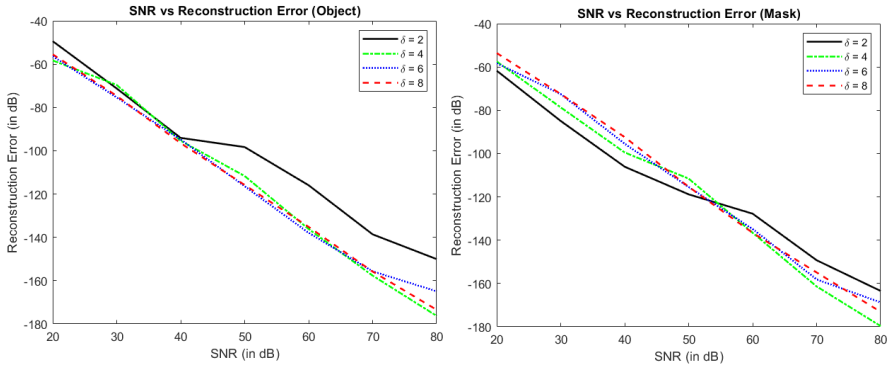 SNR vs Reconstruction Error (Object)
Reconstruction Error (in dB)
-40
-60
-80
-100
-120
-140
-160
-180
20 30 40 50 60 70 80
SNR (in dB)
δ = 2
δ = 4
δ = 6
δ = 8
SNR vs Reconstruction Error (Mask)
Reconstruction Error (in dB)
-40
-60
-80
-100
-120
-140
-160
-180
20 30 40 50 60 70 80
SNR (in dB)
δ = 2
δ = 4
δ = 6
δ = 8